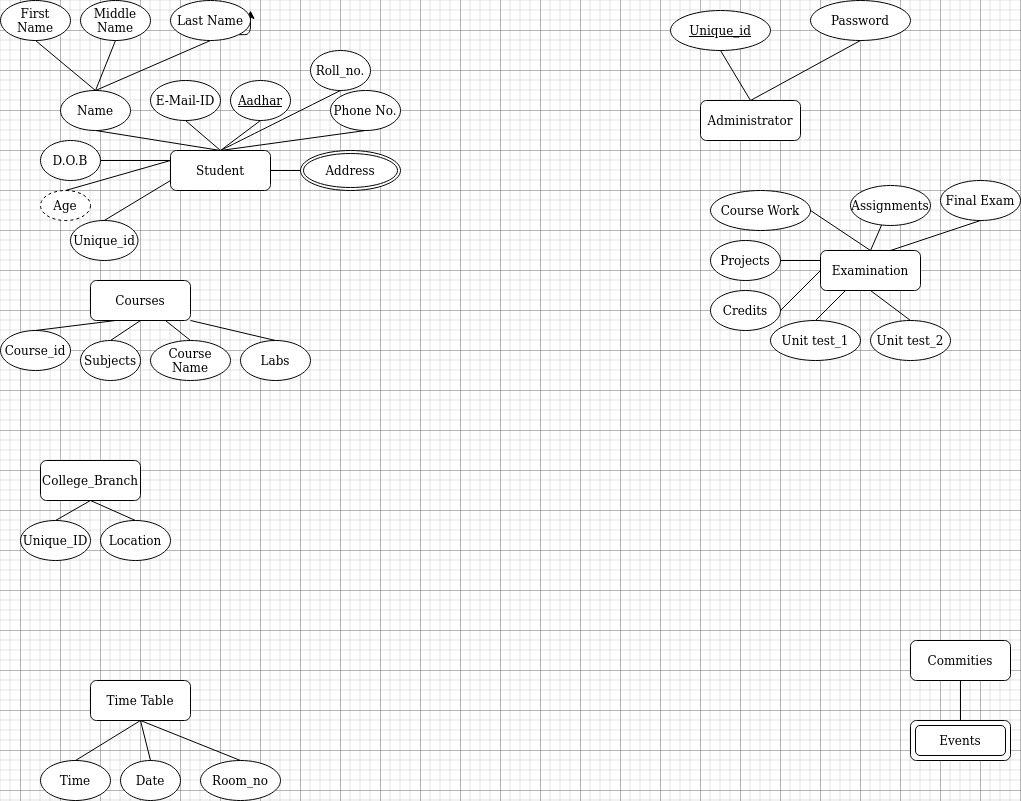 First
Name
Middle
Name
Last Name
Unique_id
Password
Roll_no.
Name
E-Mail-ID
Aadhar
Phone No.
Administrator
D.O.B
Student
Address
Age
Unique_id
Course Work
Assignments
Final Exam
Projects
Examination
Credits
Unit test_1
Unit test_2
Courses
Course_id
Subjects
Course
Name
Labs
College_Branch
Unique_ID
Location
Commities
Events
Time Table
Time
Date
Room_no